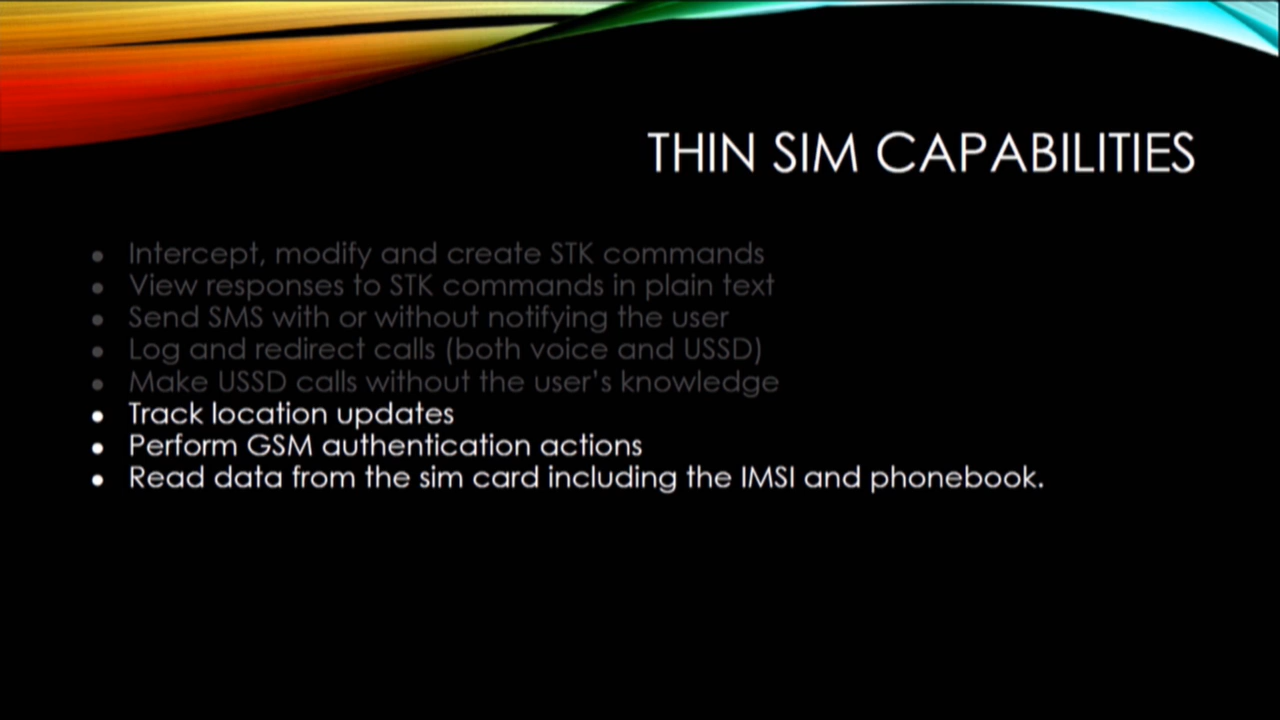 THIN SIM CAPABILITIES
● Intercept, modify and create STK commands
● View responses to STK commands in plain text
● Send SMS with or without notifying the user
● Log and redirect calls (both voice and USSD)
● Make USSD calls without the user's knowledge
● Track location updates
● Perform GSM authentication actions
● Read data from the sim card including the IMSI and phonebook.